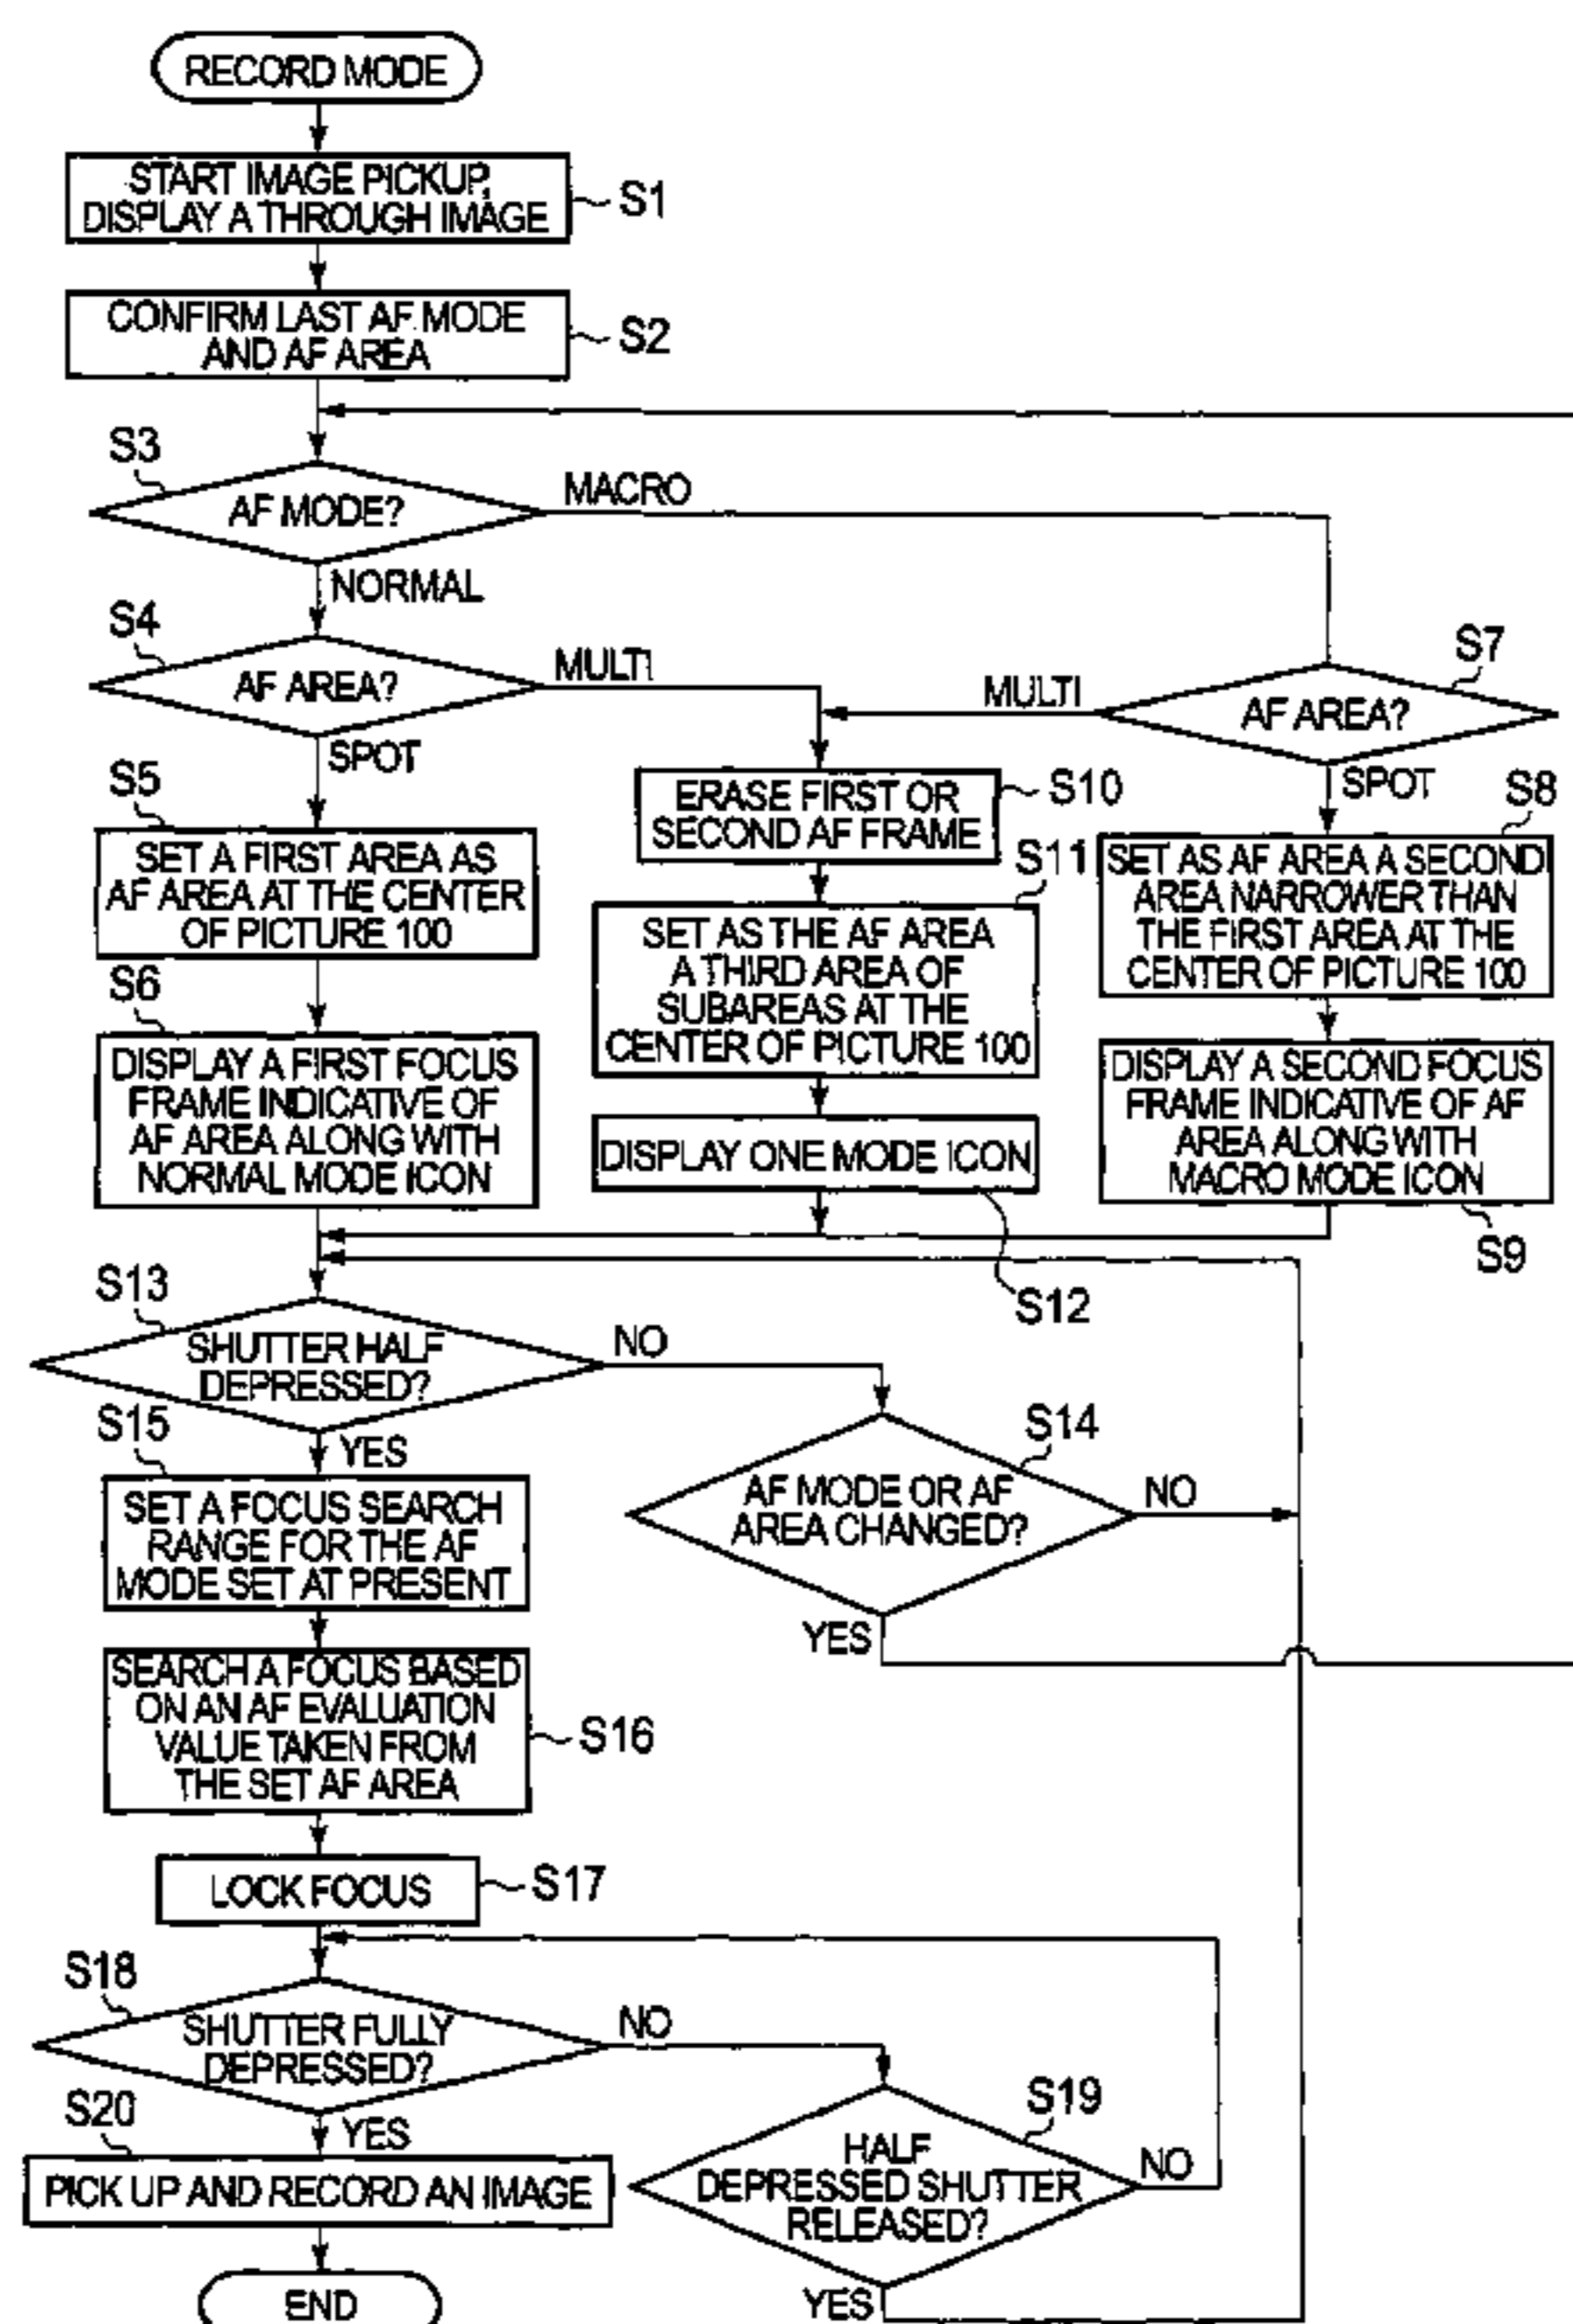 RECORD MODE
START IMAGE PICKUP,
DISPLAY A THROUGH IMAGE
S1
CONFIRM LAST AF MODE
AND AF AREA
S2
S3
AF MODE?
MACRO
NORMAL
S4
AF AREA?
MULTI
SPOT
S7
AF AREA?
MULTI
SPOT
S5
SET A FIRST AREA AS
AF AREA AT THE CENTER
OF PICTURE 100
S6
DISPLAY A FIRST FOCUS
FRAME INDICATIVE OF
AF AREA ALONG WITH
NORMAL MODE ICON
ERASE FIRST OR
SECOND AF FRAME
S10
S11
SET AS THE AF AREA
A THIRD AREA OF
SUBAREAS AT THE
CENTER OF PICTURE 100
DISPLAY ONE MODE ICON
S12
S8
SET AS AF AREA A SECOND
AREA NARROWER THAN
THE FIRST AREA AT THE
CENTER OF PICTURE 100
DISPLAY A SECOND FOCUS
FRAME INDICATIVE OF AF
AREA ALONG WITH
MACRO MODE ICON
S9
S13
SHUTTER HALF
DEPRESSED?
NO
YES
S14
AF MODE OR AF
AREA CHANGED?
NO
YES
S15
SET A FOCUS SEARCH
RANGE FOR THE AF
MODE SET AT PRESENT
SEARCH A FOCUS BASED
ON AN AF EVALUATION
VALUE TAKEN FROM
THE SET AF AREA
S16
LOCK FOCUS
S17
S18
SHUTTER FULLY
DEPRESSED?
NO
YES
S19
HALF
DEPRESSED SHUTTER
RELEASED?
NO
YES
S20
PICK UP AND RECORD AN IMAGE
END